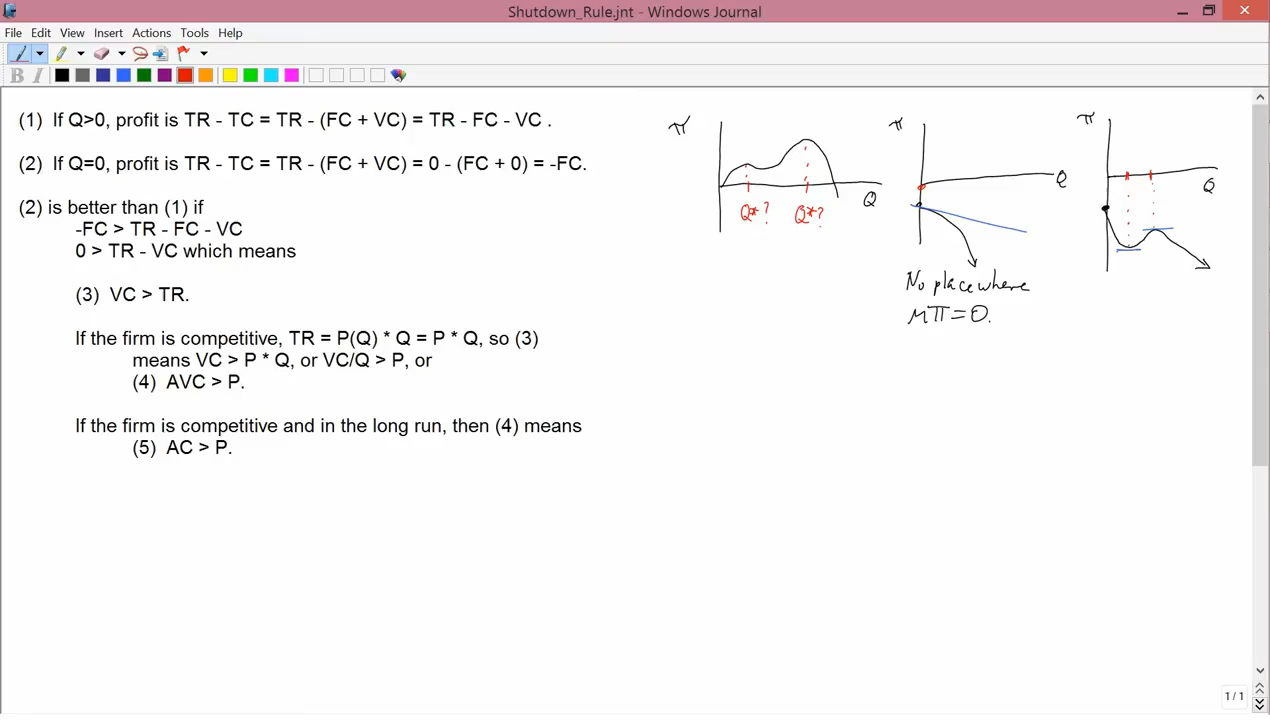 Shutdown_Rule.jnt - Windows Journal
File Edit View Insert Actions Tools Help
B I
(1) If Q>0, profit is TR - TC = TR - (FC + VC) = TR - FC - VC .
(2) If Q=0, profit is TR - TC = TR - (FC + VC) = 0 - (FC + 0) = -FC.
(2) is better than (1) if
-FC > TR - FC - VC
0 > TR - VC which means
(3) VC > TR.
If the firm is competitive, TR = P(Q) * Q = P * Q, so (3)
means VC > P * Q, or VC/Q > P, or
(4) AVC > P.
If the firm is competitive and in the long run, then (4) means
(5) AC > P.
π
Q
Q*?
Q*?
π
Q
No place where
MΠ = 0.
π
Q
1 / 1